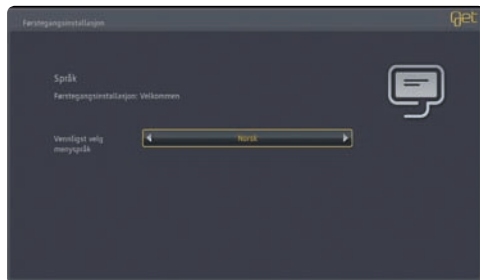 Førstegangsinstallasjon
Get
Språk
Førstegangsinstallasjon: Velkommen
Vennligst velg
menyspråk
Norsk